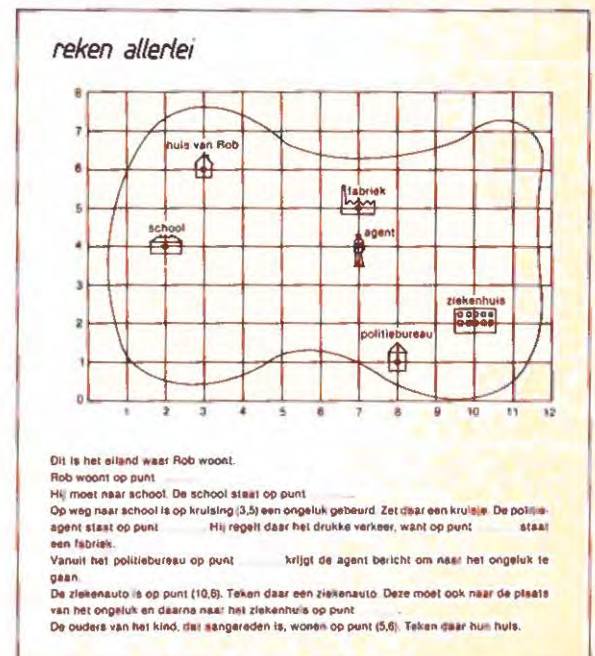 reken allerlei
8
7
huis van Rob
6
fabriek
5
school
agent
4
3
ziekenhuis
2
politiebureau
1
0
1 2 3 4 5 6 7 8 9 10 11 12
Dit is het eiland waar Rob woont.
Rob woont op punt
Hij moet naar school. De school staat op punt
Op weg naar school is op kruising (3,5) een ongeluk gebeurd. Zet daar een kruisje. De politie-
agent staat op punt Hij regelt daar het drukke verkeer, want op punt staat
een fabriek.
Vanuit het politiebureau op punt krijgt de agent bericht om naar het ongeluk te
gaan.
De ziekenauto is op punt (10,6). Teken daar een ziekenauto. Deze moet ook naar de plaats
van het ongeluk en daarna naar het ziekenhuis op punt
De ouders van het kind, dat aangereden is, wonen op punt (5,6). Teken daar hun huis.